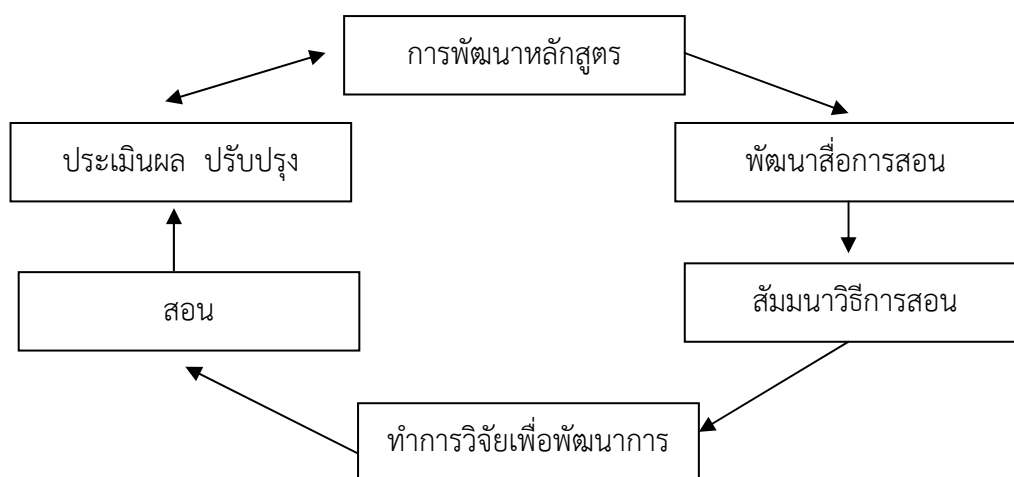 การพัฒนาหลักสูตร
ประเมินผล ปรับปรุง
พัฒนาสื่อการสอน
สอน
สัมมนาวิธีการสอน
ทำการวิจัยเพื่อพัฒนาการ